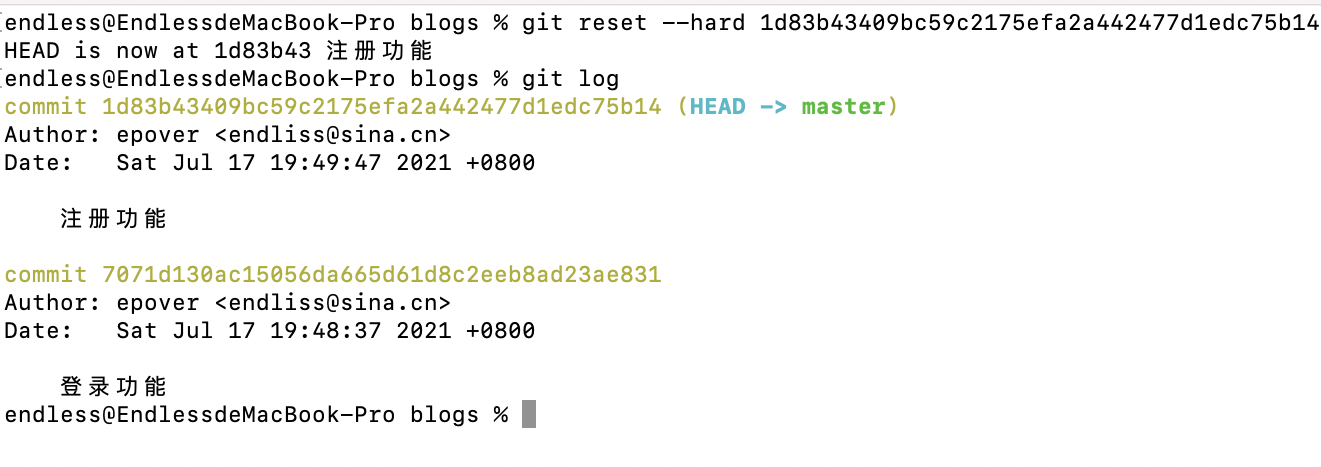 [endless@EndlessdeMacBook-Pro blogs % git reset --hard 1d83b43409bc59c2175efa2a442477d1edc75b14
HEAD is now at 1d83b43 注册功能
[endless@EndlessdeMacBook-Pro blogs % git log
commit 1d83b43409bc59c2175efa2a442477d1edc75b14 (HEAD -> master)
Author: epover <endliss@sina.cn>
Date:   Sat Jul 17 19:49:47 2021 +0800
    注册功能
commit 7071d130ac15056da665d61d8c2eeb8ad23ae831
Author: epover <endliss@sina.cn>
Date:   Sat Jul 17 19:48:37 2021 +0800
    登录功能
endless@EndlessdeMacBook-Pro blogs %